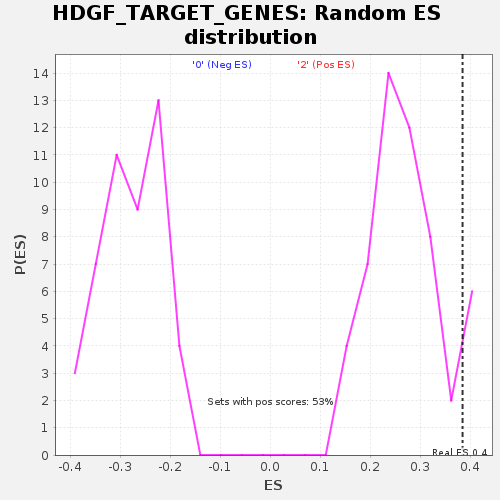 HDGF_TARGET_GENES: Random ES
distribution
'0' (Neg ES) '2' (Pos ES)
14
13
12
11
10
9
8
7
6
5
4
3
2
1
0
P(ES)
Sets with pos scores: 53%
Real ES 0.4
-0.4 -0.3 -0.2 -0.1 0.0 0.1 0.2 0.3 0.4
ES